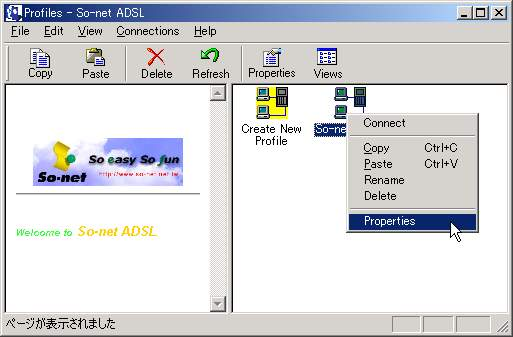 Profiles - So-net ADSL
File Edit View Connections Help
Copy Paste Delete Refresh Properties Views
So-net
So easy So fun
http://www.so-net.net.tw
Welcome to So-net ADSL
Create New
Profile
So-ne
Connect
Copy Ctrl+C
Paste Ctrl+V
Rename
Delete
Properties
ページが表示されました